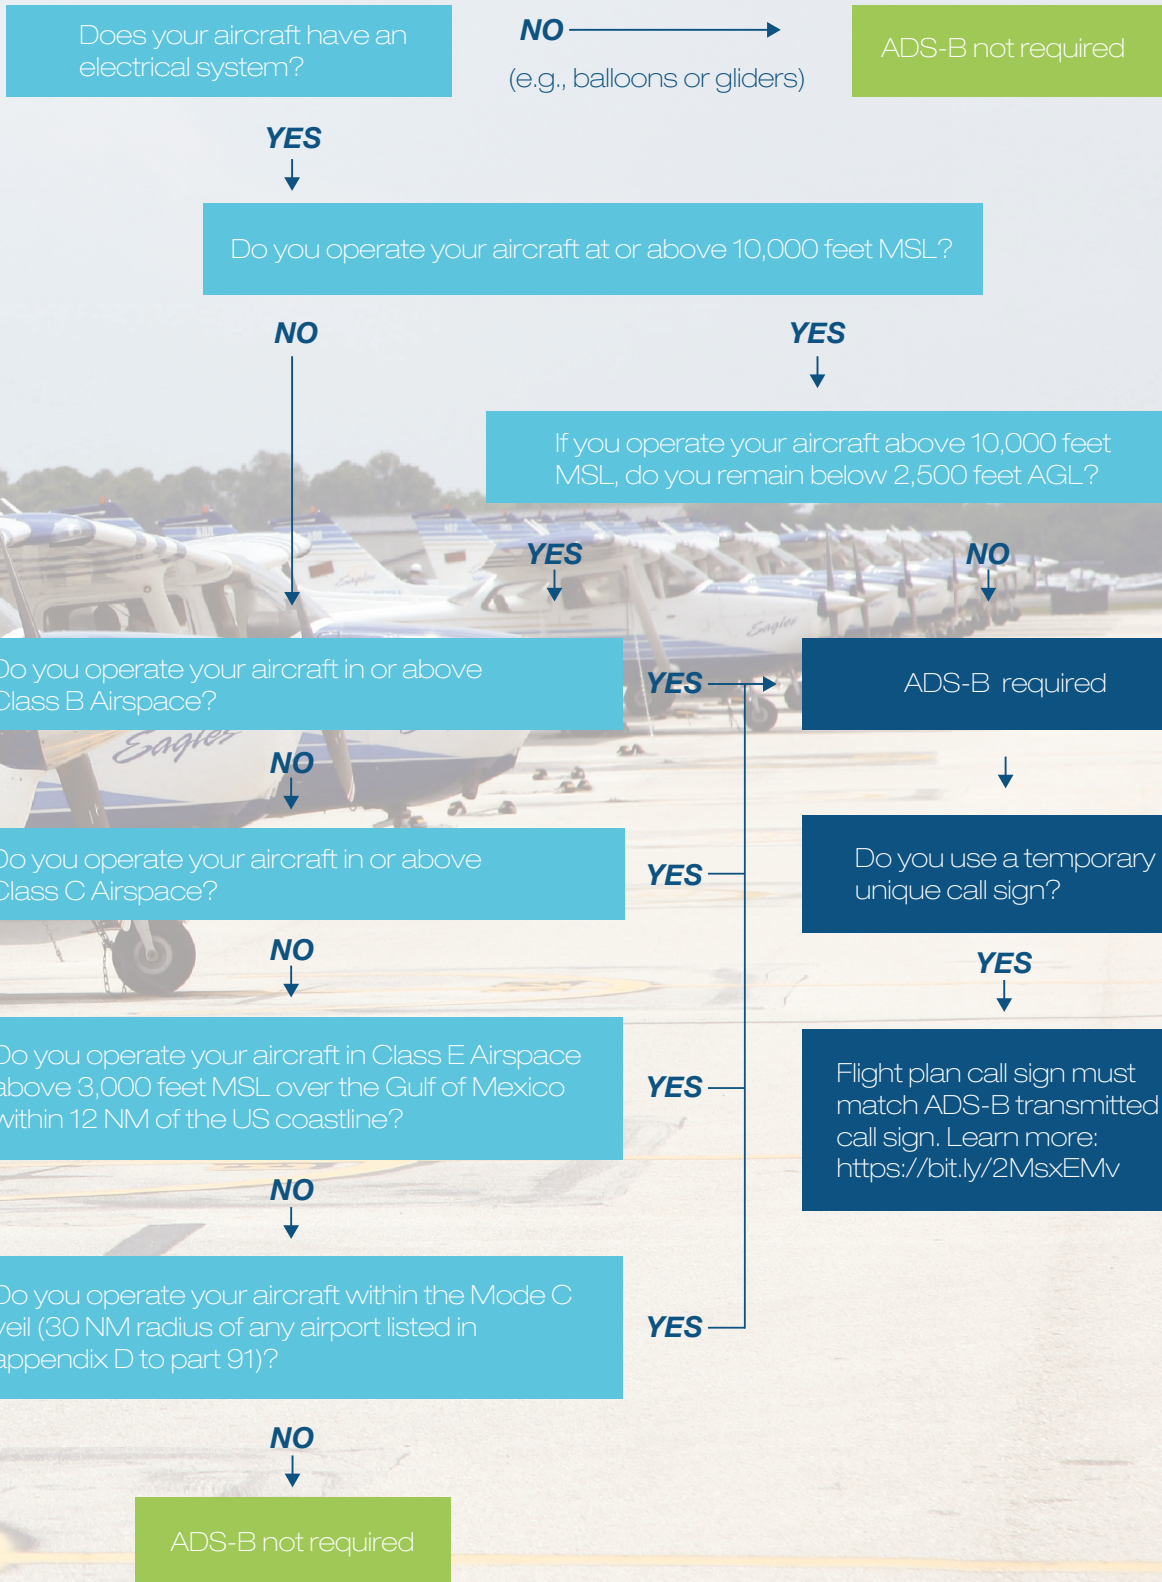 Does your aircraft have an
electrical system?
NO
(e.g., balloons or gliders)
ADS-B not required
YES
Do you operate your aircraft at or above 10,000 feet MSL?
NO
YES
If you operate your aircraft above 10,000 feet
MSL, do you remain below 2,500 feet AGL?
YES
NO
Eagles
Do you operate your aircraft in or above
Class B Airspace?
YES
ADS-B required
Eagles
NO
Do you operate your aircraft in or above
Class C Airspace?
YES
Do you use a temporary
unique call sign?
NO
YES
Do you operate your aircraft in Class E Airspace
above 3,000 feet MSL over the Gulf of Mexico
within 12 NM of the US coastline?
YES
Flight plan call sign must
match ADS-B transmitted
call sign. Learn more:
https://bit.ly/2MsxEMv
NO
Do you operate your aircraft within the Mode C
veil (30 NM radius of any airport listed in
appendix D to part 91)?
YES
NO
ADS-B not required